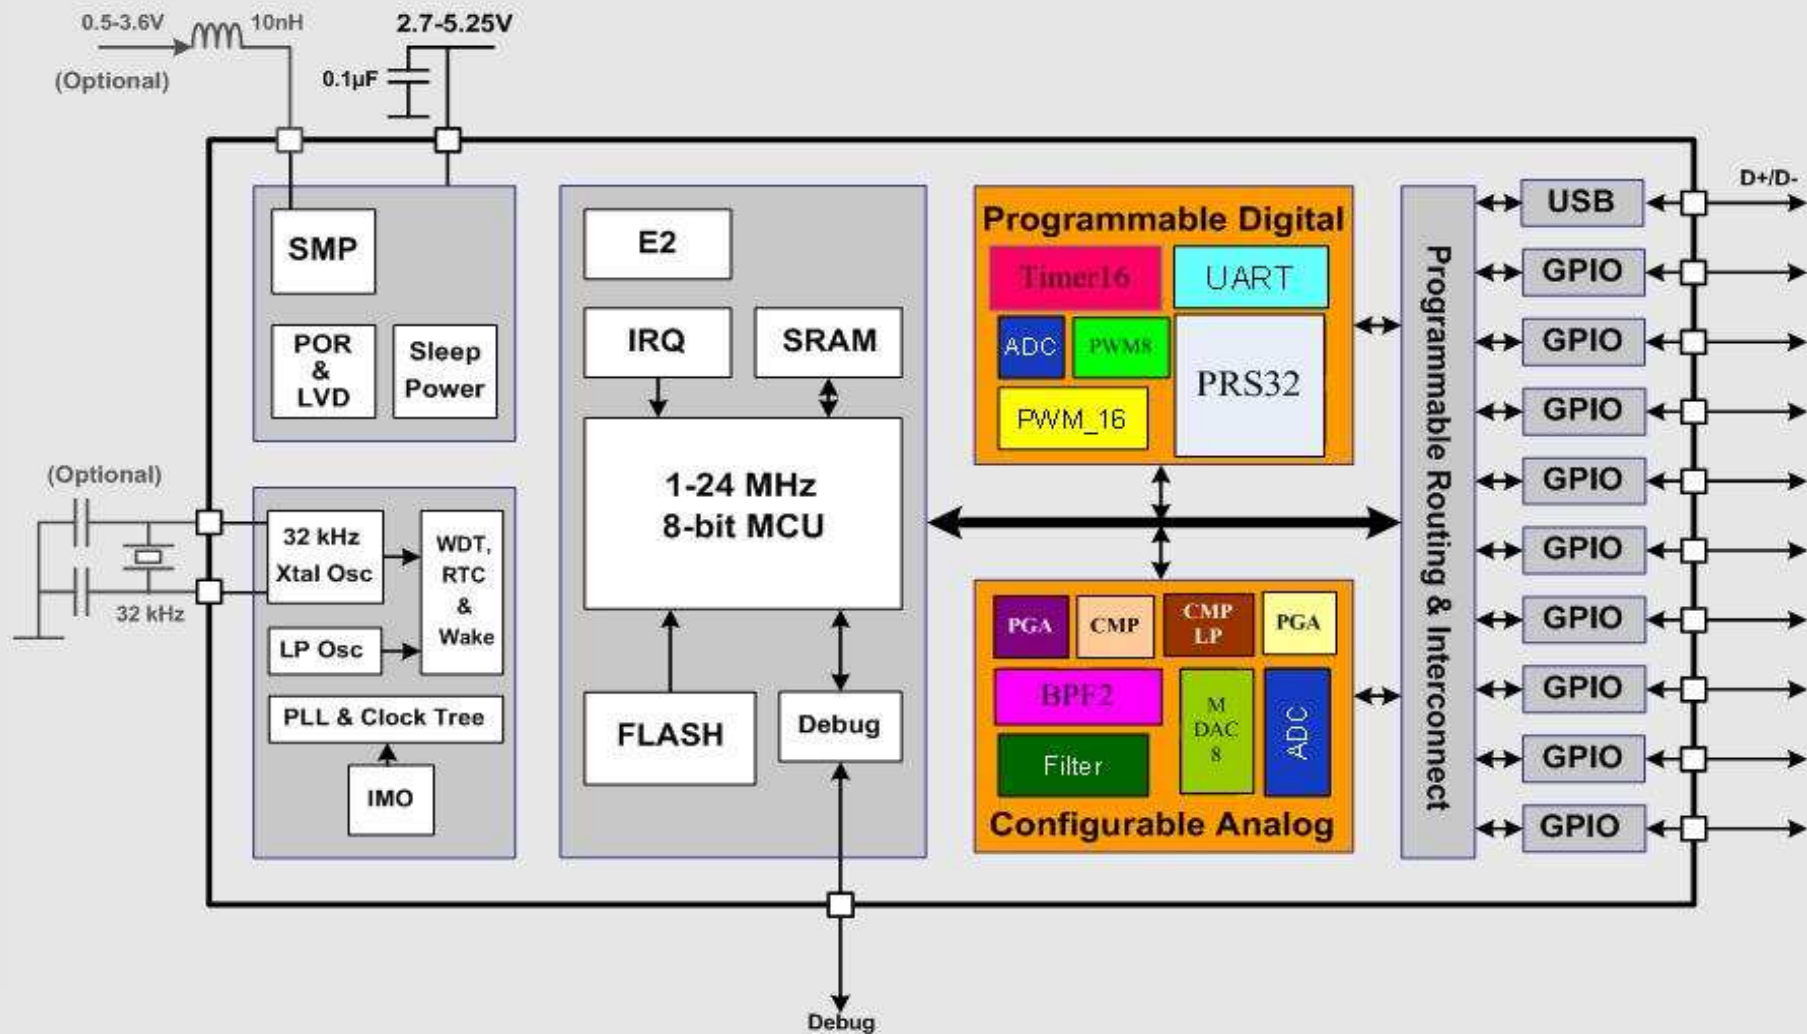 0.5-3.6V
10nH
(Optional)
2.7-5.25V
0.1µF
SMP
POR
&
LVD
Sleep
Power
(Optional)
32 kHz
32 kHz
Xtal Osc
WDT,
RTC
&
Wake
LP Osc
PLL & Clock Tree
IMO
E2
IRQ
SRAM
1-24 MHz
8-bit MCU
FLASH
Debug
Debug
Programmable Digital
Timer16
UART
ADC
PWM8
PRS32
PWM_16
PGA
CMP
CMP
LP
PGA
BPF2
M
DAC
8
ADC
Filter
Configurable Analog
Programmable Routing & Interconnect
USB
D+/D-
GPIO
GPIO
GPIO
GPIO
GPIO
GPIO
GPIO
GPIO
GPIO